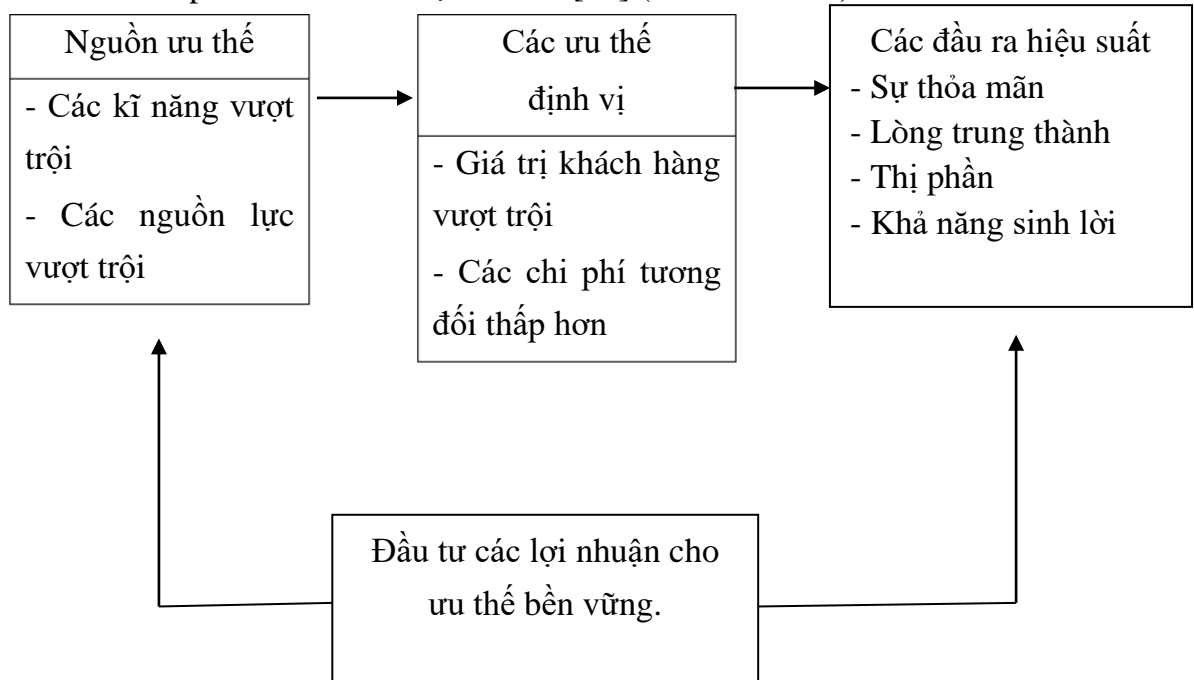 Nguồn ưu thế
- Các kĩ năng vượt
trội
- Các nguồn lực
vượt trội
Các ưu thế
định vị
- Giá trị khách hàng
vượt trội
- Các chi phí tương
đối thấp hơn
Các đầu ra hiệu suất
- Sự thỏa mãn
- Lòng trung thành
- Thị phần
- Khả năng sinh lời
Đầu tư các lợi nhuận cho
ưu thế bền vững.